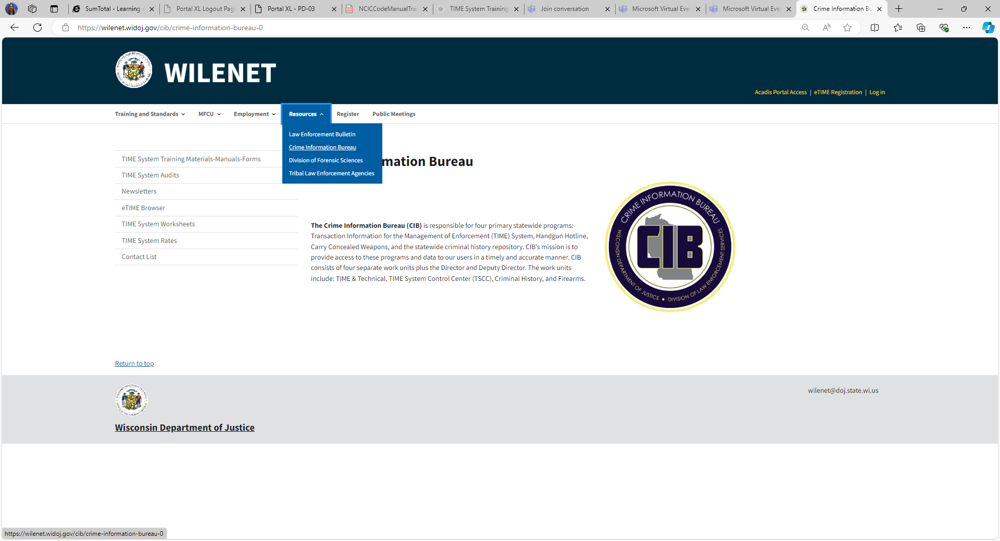 SumTotal - Learning
Portal XL Logout Page
Portal XL - PD-03
NCICCodeManualTra
TIME System Training
Join conversation
Microsoft Virtual Eve
Microsoft Virtual Eve
Crime Information Bu
https://wilenet.widoj.gov/cib/crime-information-bureau-0
WILENET
Acadis Portal Access | eTIME Registration | Log in
Training and Standards MFCU Employment Resources Register Public Meetings
Law Enforcement Bulletin
Crime Information Bureau
Division of Forensic Sciences
Tribal Law Enforcement Agencies
TIME System Training Materials-Manuals-Forms
TIME System Audits
Newsletters
eTIME Browser
TIME System Worksheets
TIME System Rates
Contact List
mation Bureau
The Crime Information Bureau (CIB) is responsible for four primary statewide programs:
Transaction Information for the Management of Enforcement (TIME) System, Handgun Hotline,
Carry Concealed Weapons, and the statewide criminal history repository. CIB’s mission is to
provide access to these programs and data to our users in a timely and accurate manner. CIB
consists of four separate work units plus the Director and Deputy Director. The work units
include: TIME & Technical, TIME System Control Center (TSCC), Criminal History, and Firearms.
CRIME INFORMATION BUREAU
CIB
WISCONSIN DEPARTMENT OF JUSTICE • DIVISION OF LAW ENFORCEMENT SERVICES
Return to top
wilenet@doj.state.wi.us
Wisconsin Department of Justice
https://wilenet.widoj.gov/cib/crime-information-bureau-0